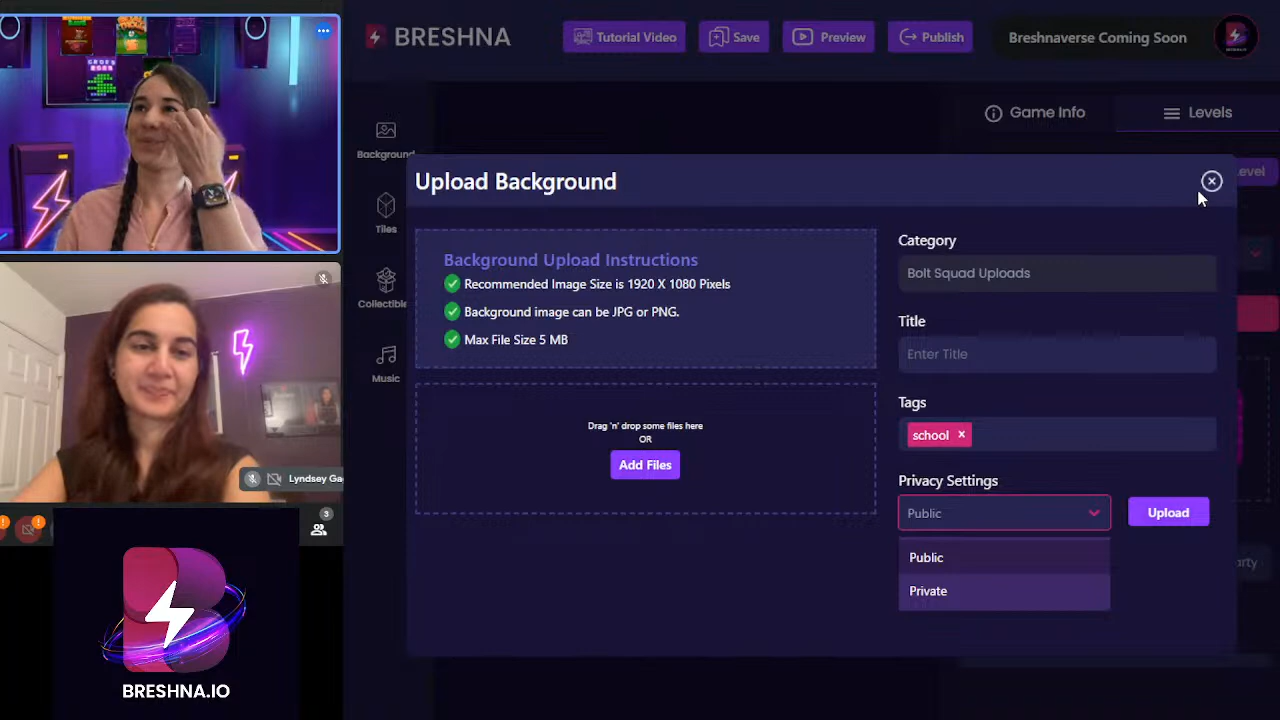 BRESHNA
Tutorial Video
Save
Preview
Publish
Breshnaverse Coming Soon
Game Info
Levels
Background
Tiles
Collectible
Music
Upload Background
Background Upload Instructions
Recommended Image Size is 1920 X 1080 Pixels
Background image can be JPG or PNG.
Max File Size 5 MB
Drag 'n' drop some files here
OR
Add Files
Category
Bolt Squad Uploads
Title
Enter Title
Tags
school ×
Privacy Settings
Public
Upload
Public
Private
evel
arty
Lyndsey Ga
3
BRESHNA.IO